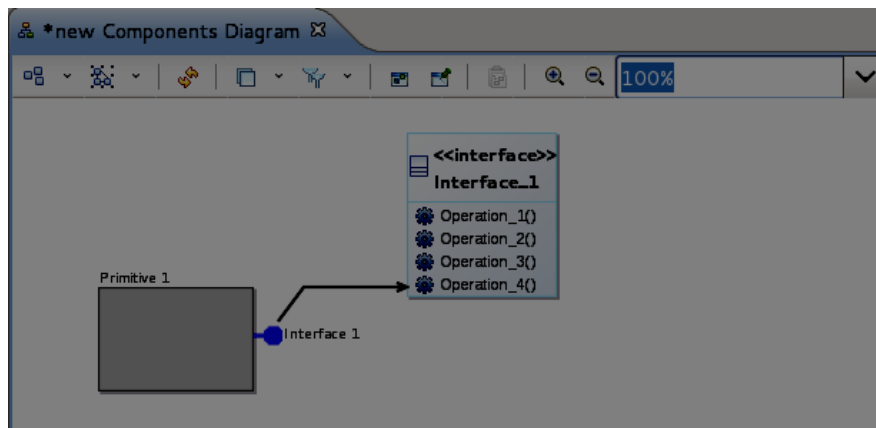 *new Components Diagram
100%
<<interface>>
Interface_1
Operation_1()
Operation_2()
Operation_3()
Operation_4()
Primitive 1
Interface 1